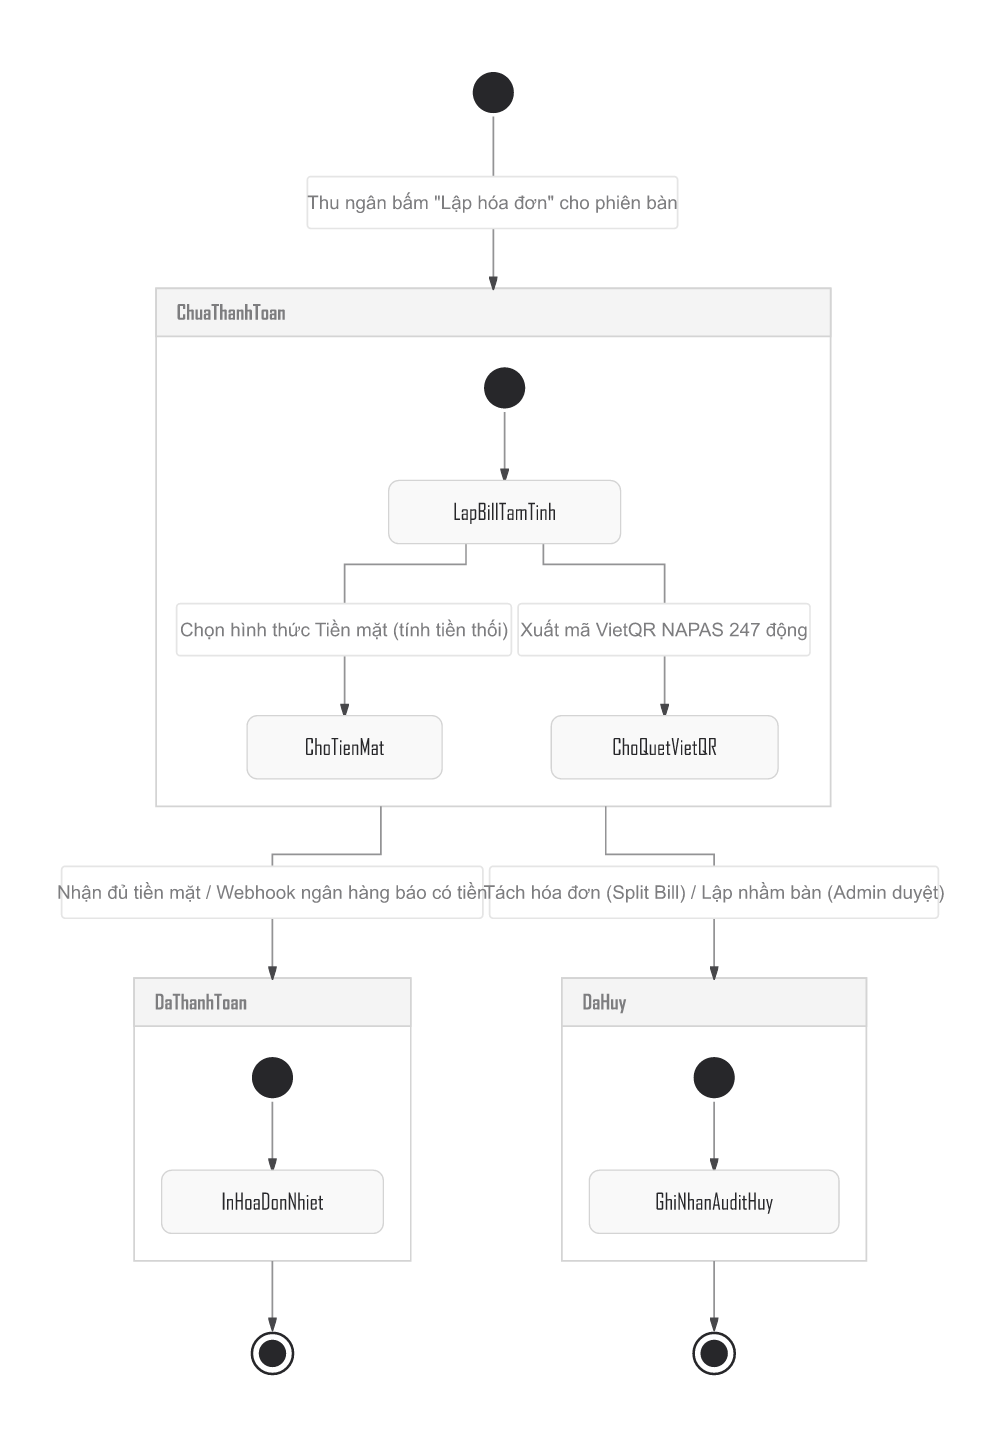 Thu ngân bấm "Lập hóa đơn" cho phiên bàn
ChuaThanhToan
LapBillTamTinh
Chọn hình thức Tiền mặt (tính tiền thối)
Xuất mã VietQR NAPAS 247 động
ChoTienMat
ChoQuetVietQR
Nhận đủ tiền mặt / Webhook ngân hàng báo có tiền
Tách hóa đơn (Split Bill) / Lập nhầm bàn (Admin duyệt)
DaThanhToan
DaHuy
InHoaDonNhiet
GhiNhanAuditHuy